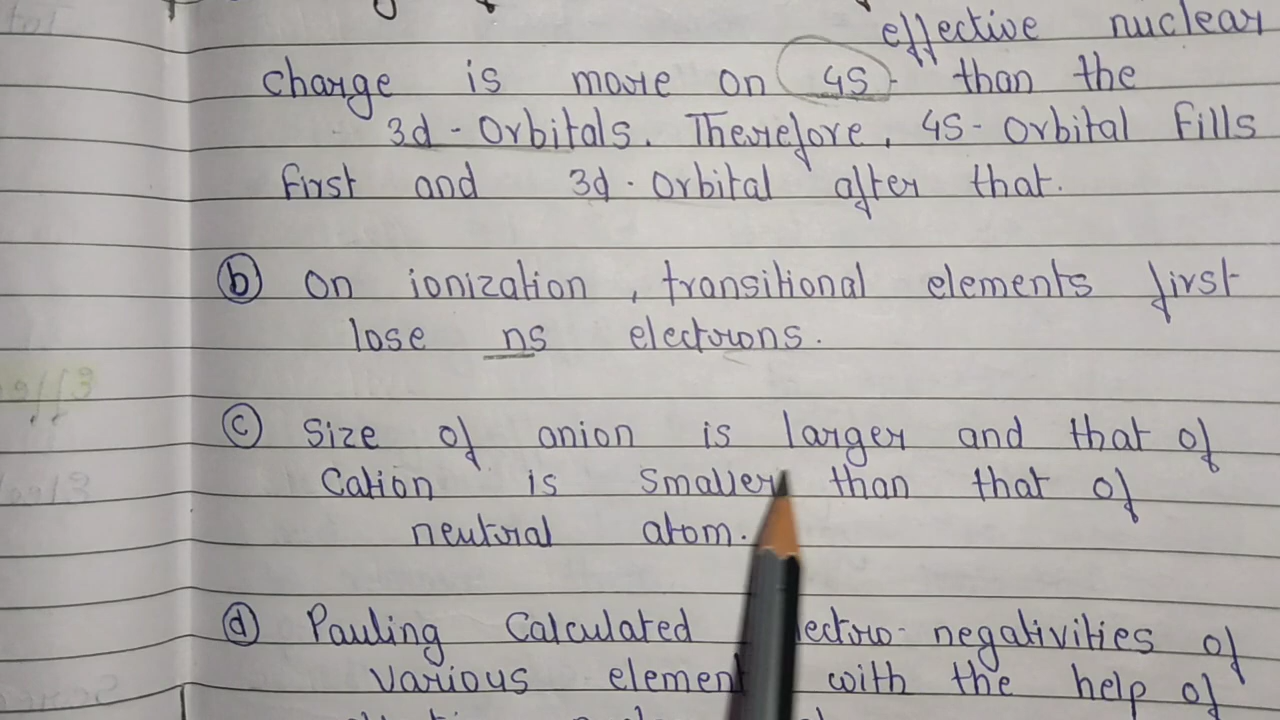 effective nuclear
charge is more on 4s - than the
3d - orbitals. Therefore, 4s - orbital fills
first and 3d - orbital after that.
(b) on ionization, transitional elements first
lose ns electrons.
(c) Size of anion is larger and that of
cation is smaller than that of
neutral atom.
(d) Pauling calculated lectro-negativities of
various element with the help of